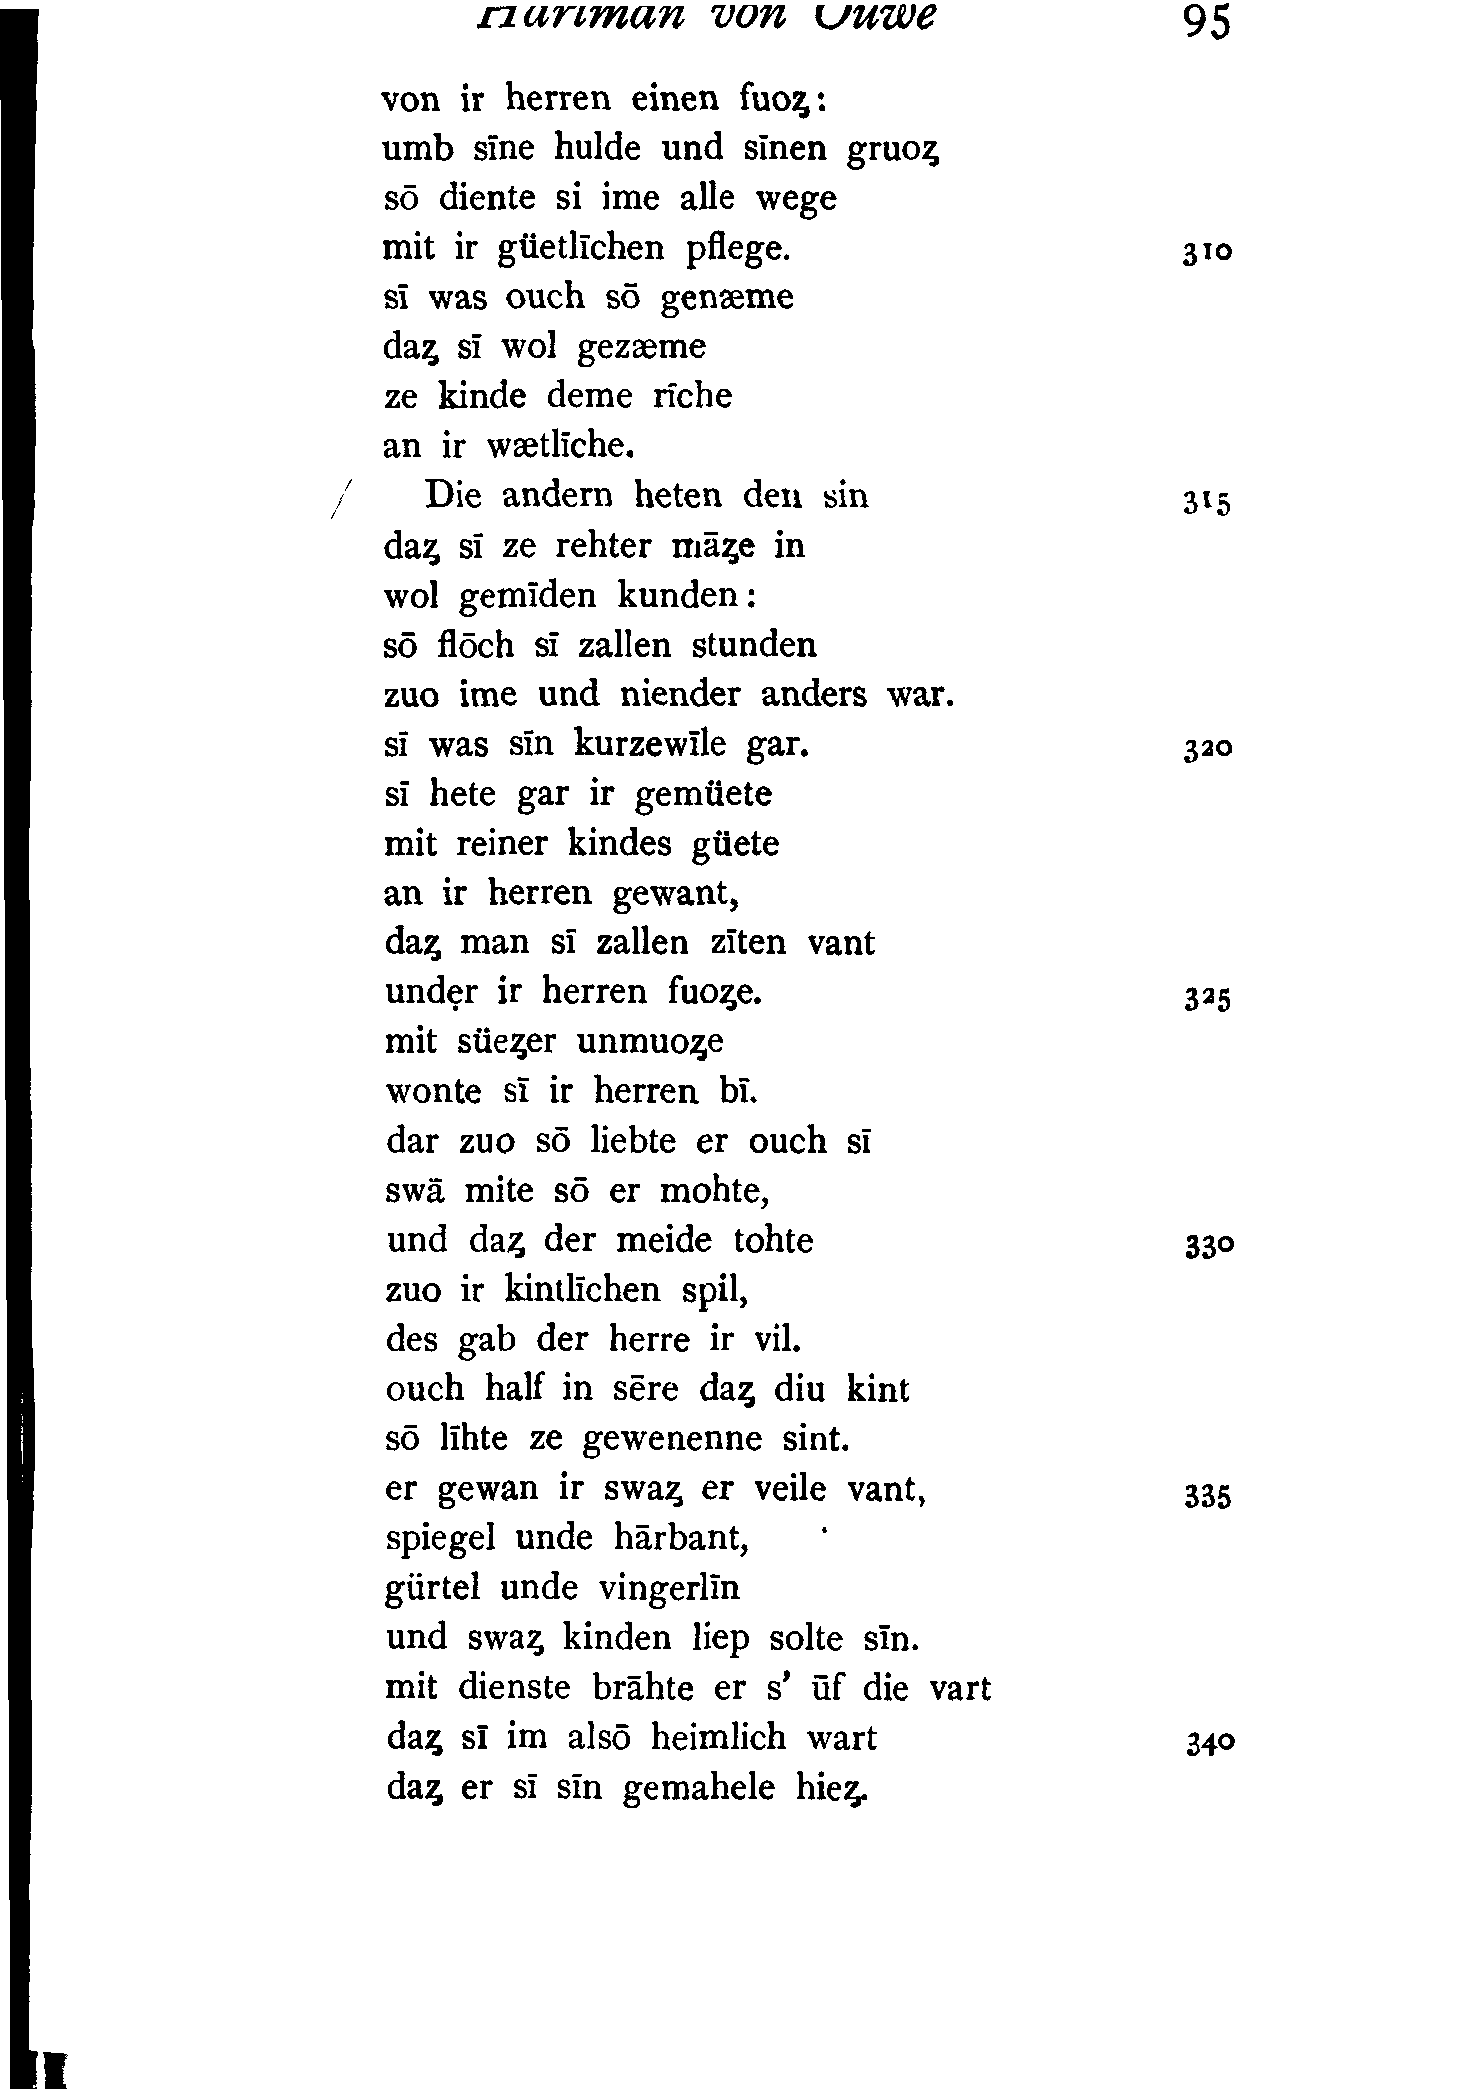 Hartman von Ouwe 95
von ir herren einen fuoȥ:
umb sīne hulde und sīnen gruoȥ
sō diente si ime alle wege
mit ir güetlīchen pflege. 310
sī was ouch sō genæme
daȥ sī wol gezæme
ze kinde deme rīche
an ir wætlīche.
Die andern heten den sin 315
daȥ sī ze rehter māȥe in
wol gemīden kunden:
sō flōch sī zallen stunden
zuo ime und niender anders war.
sī was sīn kurzewīle gar. 320
sī hete gar ir gemüete
mit reiner kindes güete
an ir herren gewant,
daȥ man sī zallen zīten vant
undẹr ir herren fuoȥe. 325
mit süeȥer unmuoȥe
wonte sī ir herren bī.
dar zuo sō liebte er ouch sī
swā mite sō er mohte,
und daȥ der meide tohte 330
zuo ir kintlīchen spil,
des gab der herre ir vil.
ouch half in sēre daȥ diu kint
sō līhte ze gewenenne sint.
er gewan ir swaȥ er veile vant, 335
spiegel unde hārbant,
gürtel unde vingerlīn
und swaȥ kinden liep solte sīn.
mit dienste brāhte er s' ūf die vart
daȥ sī im alsō heimlich wart 340
daȥ er sī sīn gemahele hieȥ.